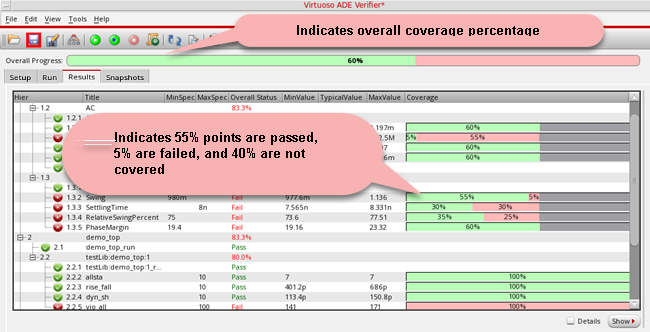 Virtuoso ADE Verifier*
File Edit View Tools Help
Indicates overall coverage percentage
Overall Progress: 60%
Setup Run Results Snapshots
Hier Title MinSpec MaxSpec Overall Status MinValue TypicalValue MaxValue Coverage
1.2 AC 83.3%
1.2.1
.197m 60%
2.5M 5% 55%
97 60%
6m 60%
Indicates 55% points are passed,
5% are failed, and 40% are not
covered
1.3
1.3.2 Swing 980m Fail 977.6m 1.136 55% 5%
1.3.3 SettlingTime 8n Fail 7.565n 8.331n 30% 30%
1.3.4 RelativeSwingPercent 75 Fail 73.6 77.51 35% 25%
1.3.5 PhaseMargin 19.4 Fail 19.16 23.32 60%
2 demo_top 83.3%
2.1 demo_top_run Pass
2.2 testLib:demo_top:1 80.0%
2.2.1 testLib:demo_top:1_r... Pass
2.2.2 allsta 10 Pass 7 7 100%
2.2.3 rise_fall 10 Pass 401.2p 686p 100%
2.2.4 dyn_sh 10 Pass 113.4p 150.8p 100%
2.2.5 vip_all 100 Fail 141 171 100%
Details Show